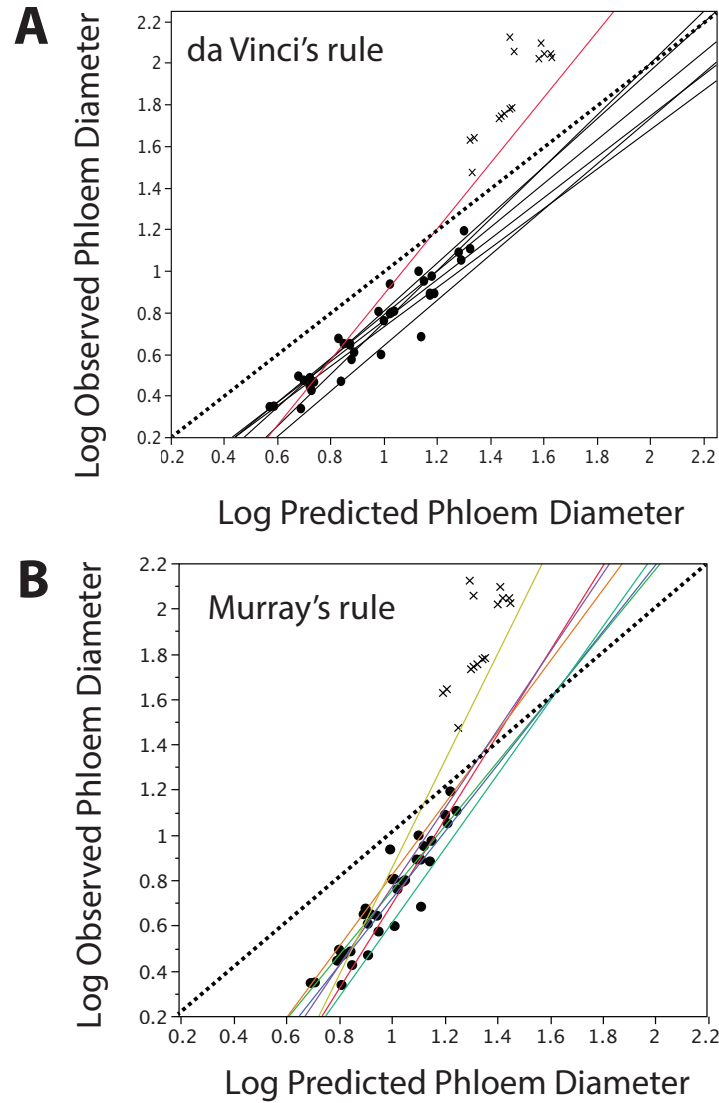 A
da Vinci's rule
Log Observed Phloem Diameter
2.2
2
1.8
1.6
1.4
1.2
1
0.8
0.6
0.4
0.2
0.2 0.4 0.6 0.8 1 1.2 1.4 1.6 1.8 2 2.2
Log Predicted Phloem Diameter
B
Murray's rule
Log Observed Phloem Diameter
2.2
2
1.8
1.6
1.4
1.2
1
0.8
0.6
0.4
0.2
0.2 0.4 0.6 0.8 1 1.2 1.4 1.6 1.8 2 2.2
Log Predicted Phloem Diameter